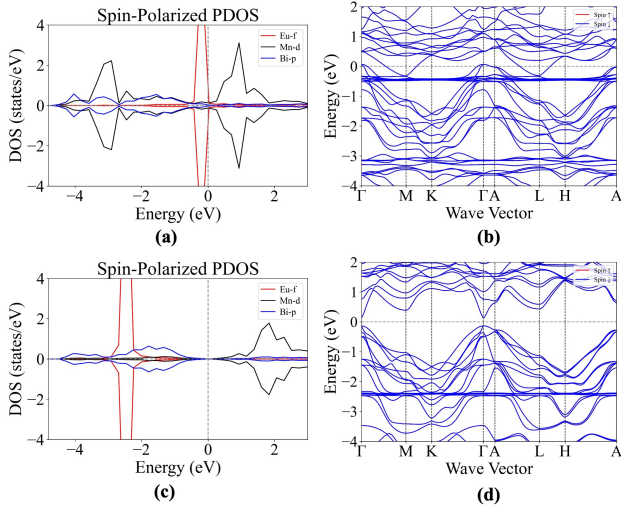 Spin-Polarized PDOS
4
2
0
−2
−4
DOS (states/eV)
Eu-f
Mn-d
Bi-p
−4
−2
0
2
Energy (eV)
(a)
2
1
0
−1
−2
−3
−4
Energy (eV)
Spin ↑
Spin ↓
Γ M K Γ A L H A
Wave Vector
(b)
Spin-Polarized PDOS
4
2
0
−2
−4
DOS (states/eV)
Eu-f
Mn-d
Bi-p
−4
−2
0
2
Energy (eV)
(c)
2
1
0
−1
−2
−3
−4
Energy (eV)
Spin ↑
Spin ↓
Γ M K Γ A L H A
Wave Vector
(d)